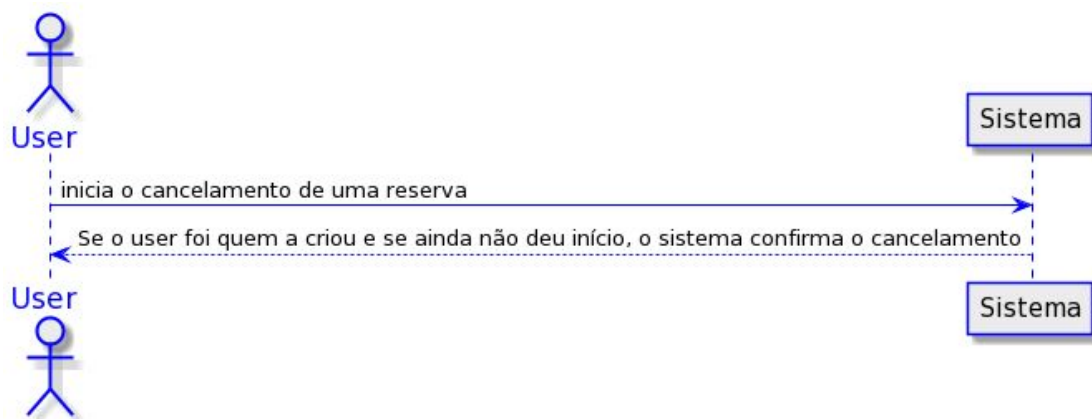 User
Sistema
inicia o cancelamento de uma reserva
Se o user foi quem a criou e se ainda não deu início, o sistema confirma o cancelamento
User
Sistema